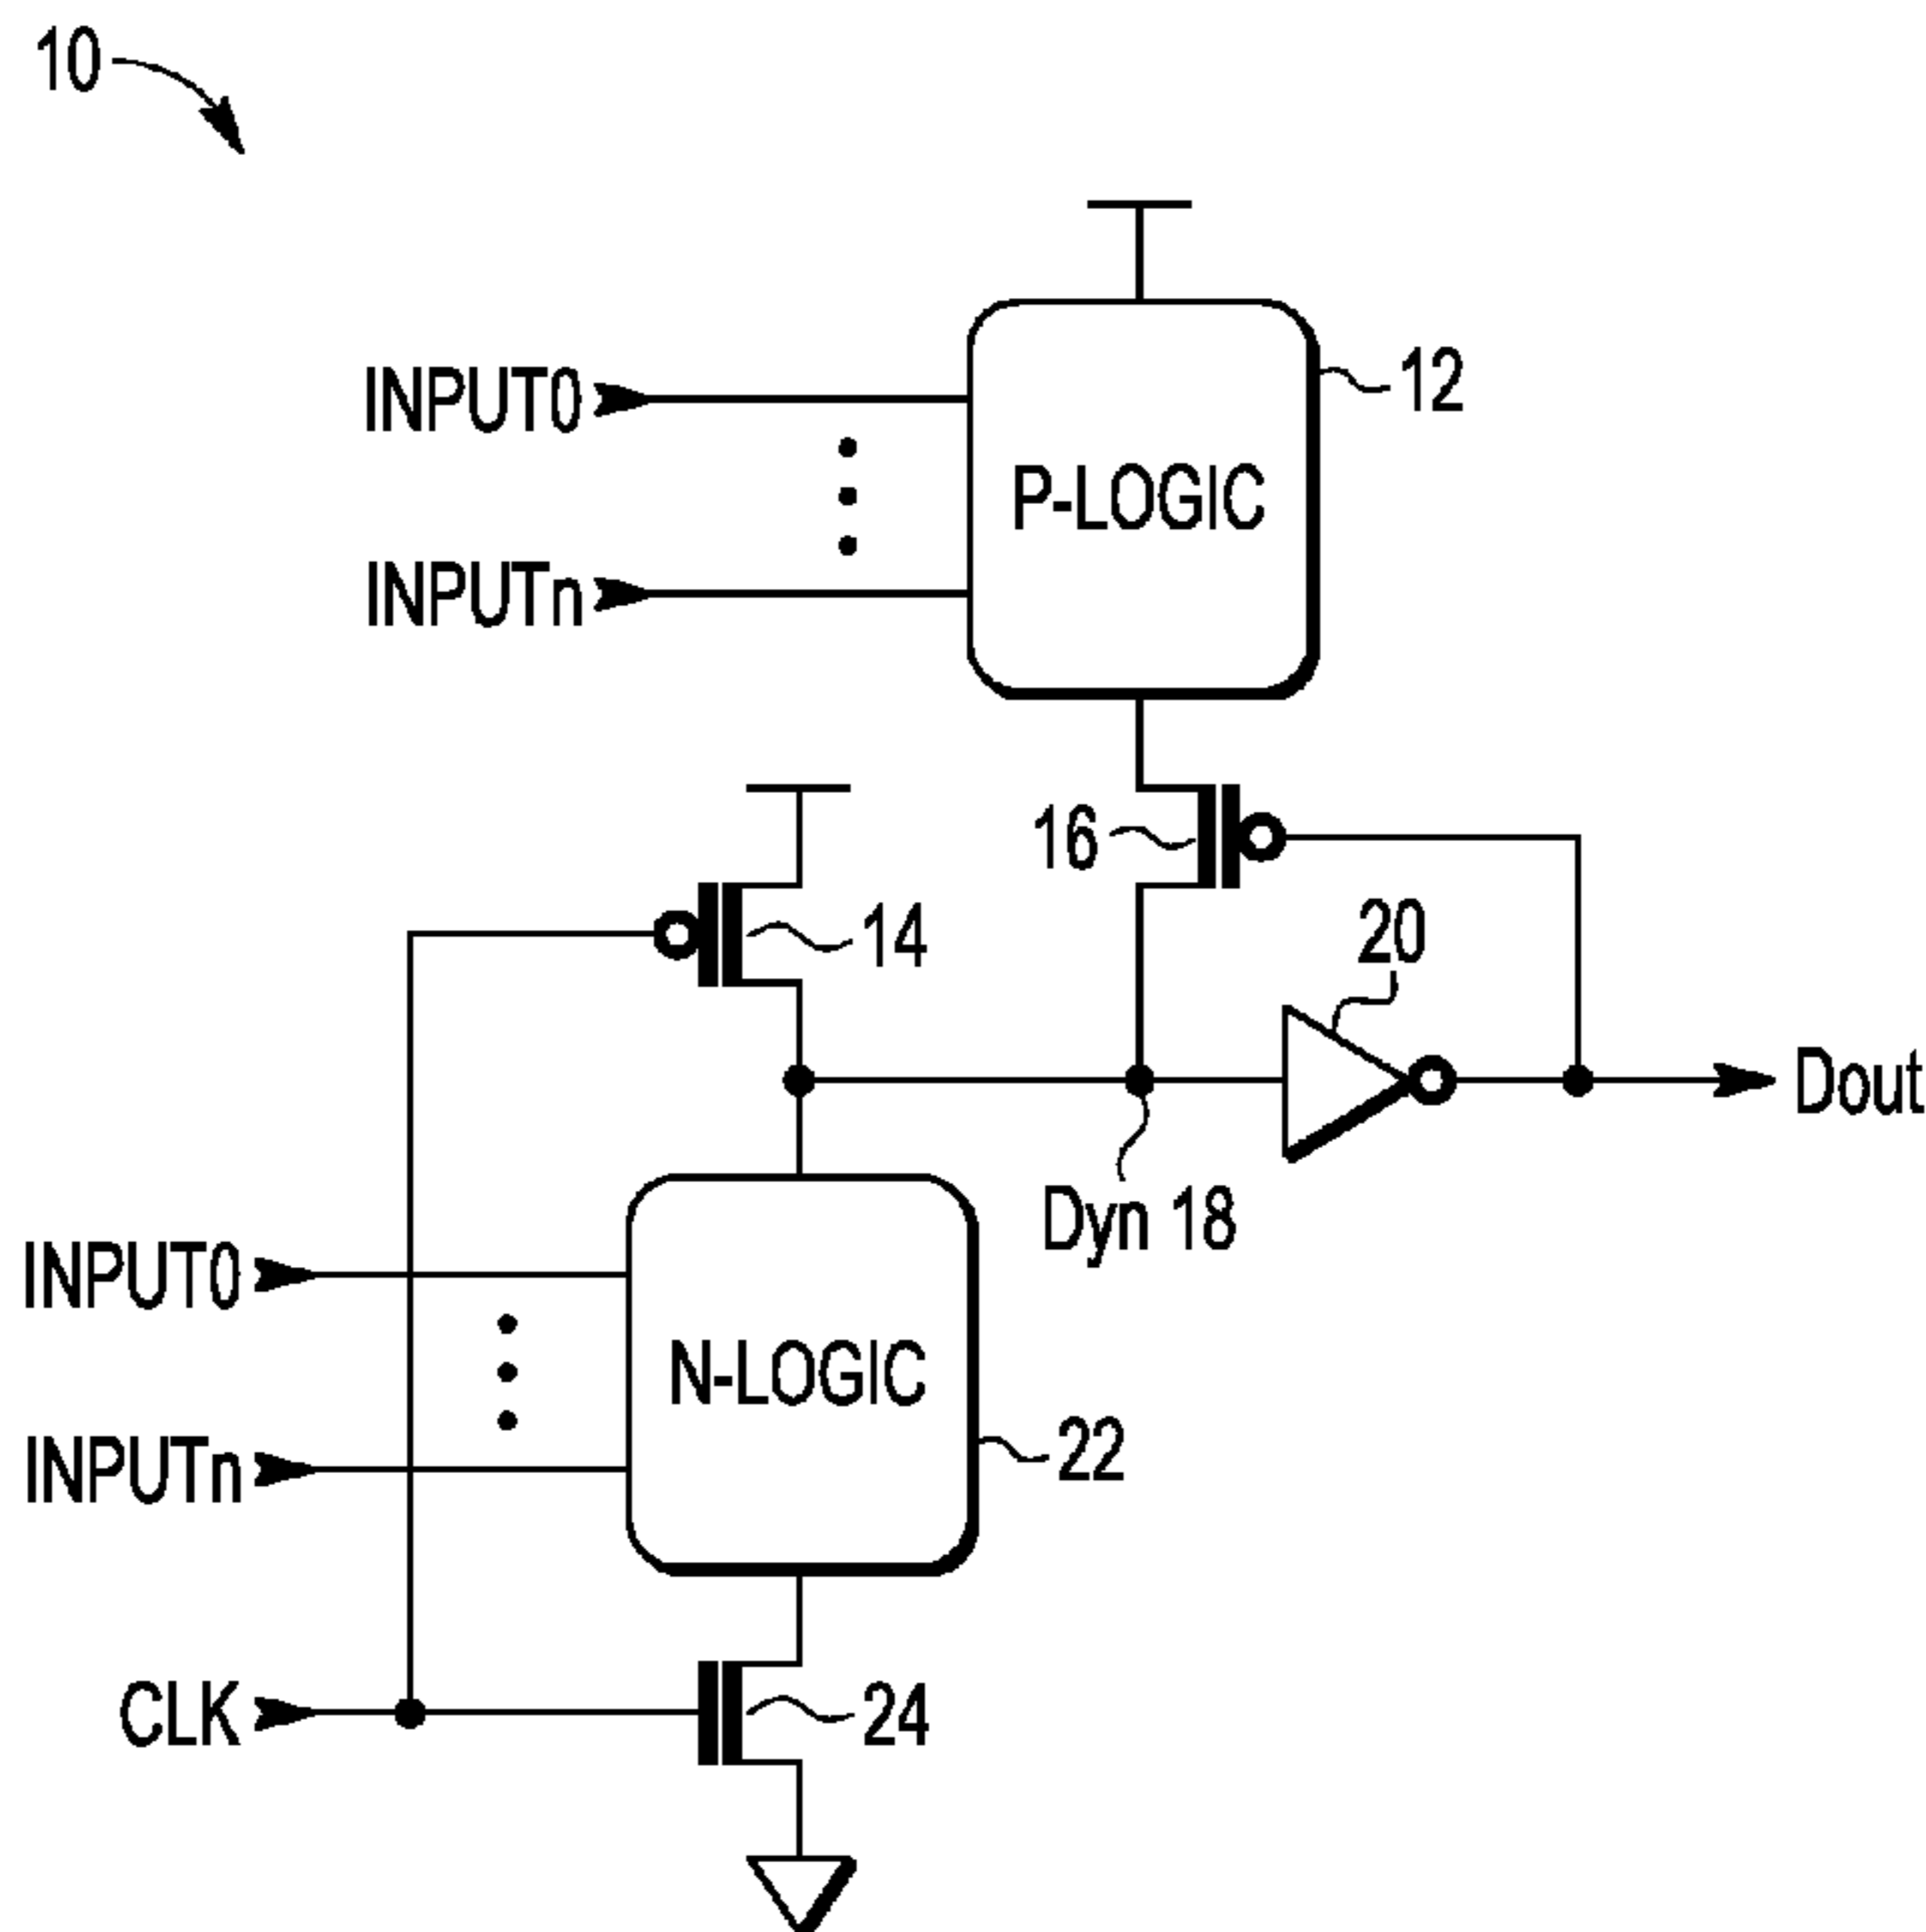 10
INPUT0
12
P-LOGIC
INPUTn
16
14
20
Dout
Dyn 18
INPUT0
N-LOGIC
INPUTn
22
CLK
24